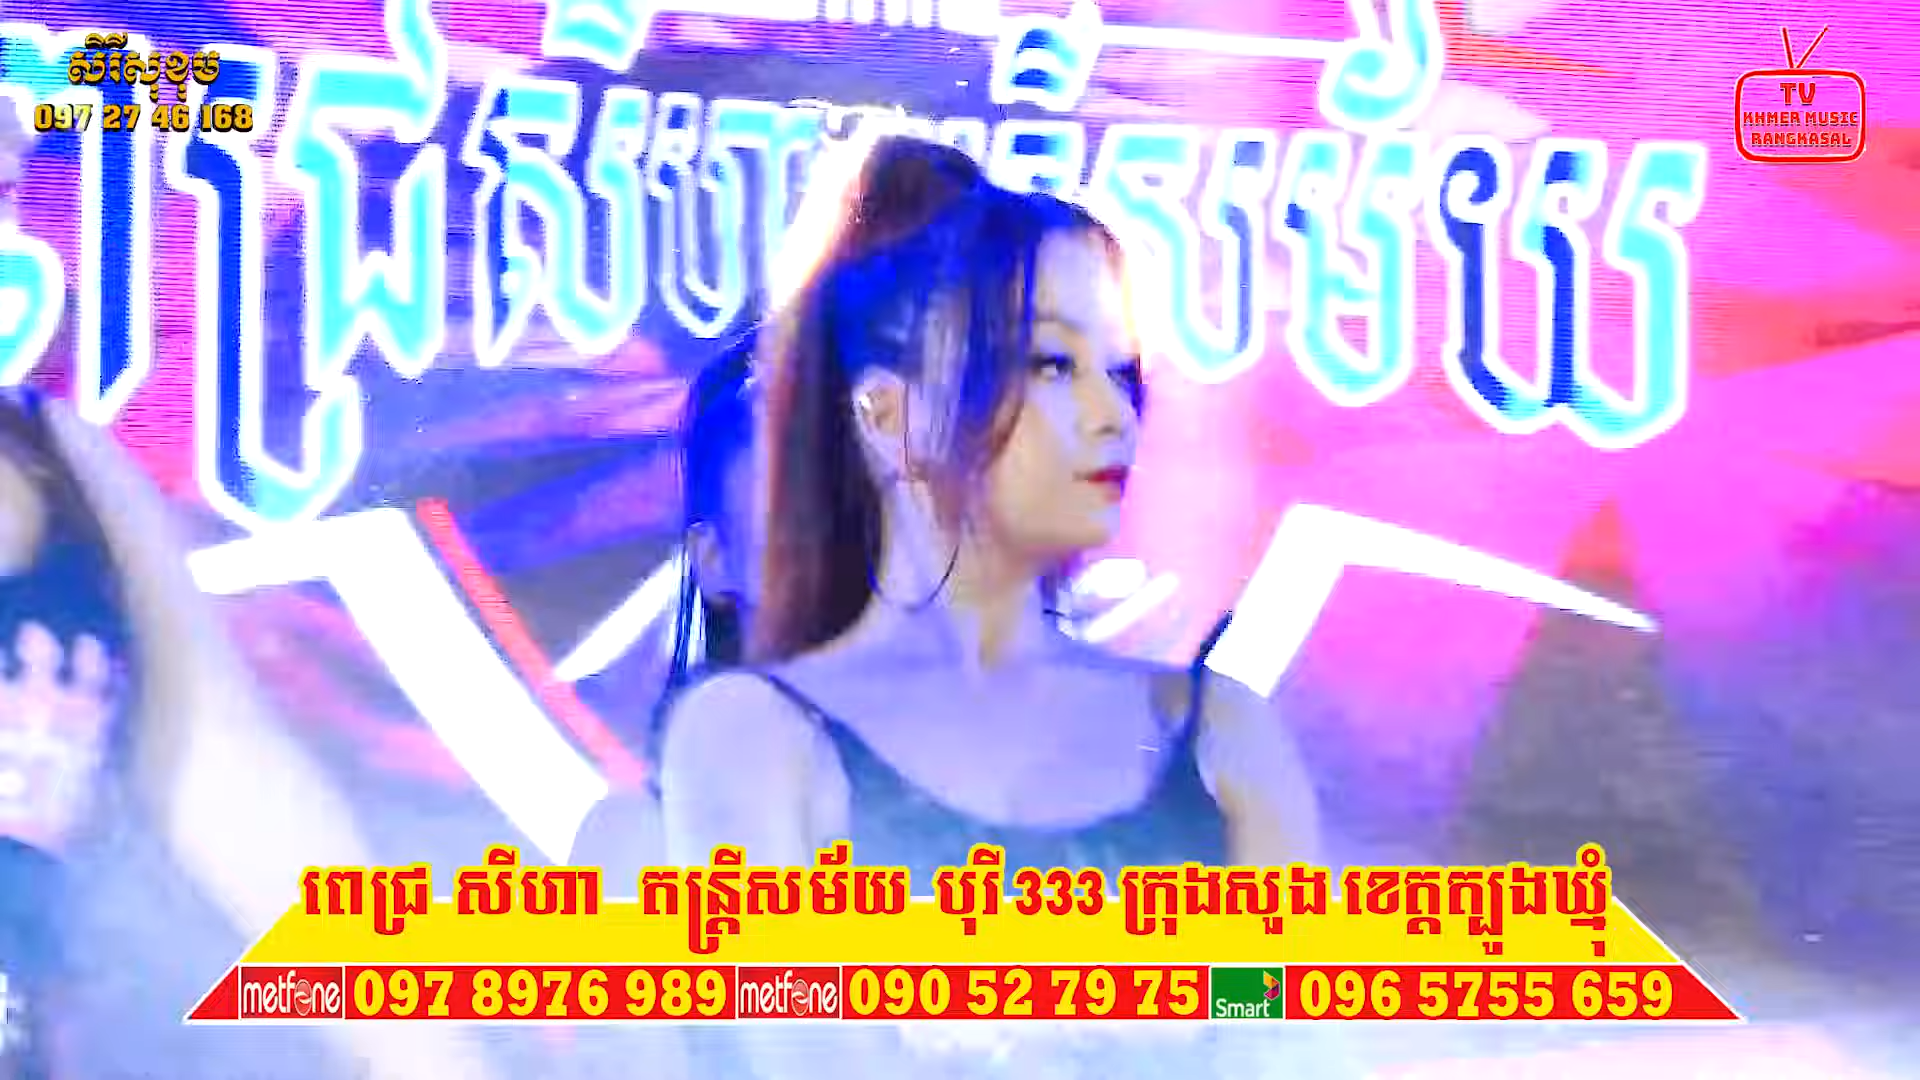 សិរីសុខុម
097 27 46 168
TV
KHMER MUSIC
RANGKASAL
ពេជ្រ សីហា តន្ត្រីសម័យ បុរី 333 ក្រុងសួង ខេត្តត្បូងឃ្មុំ
metfone 097 8976 989 metfone 090 52 79 75 Smart 096 5755 659